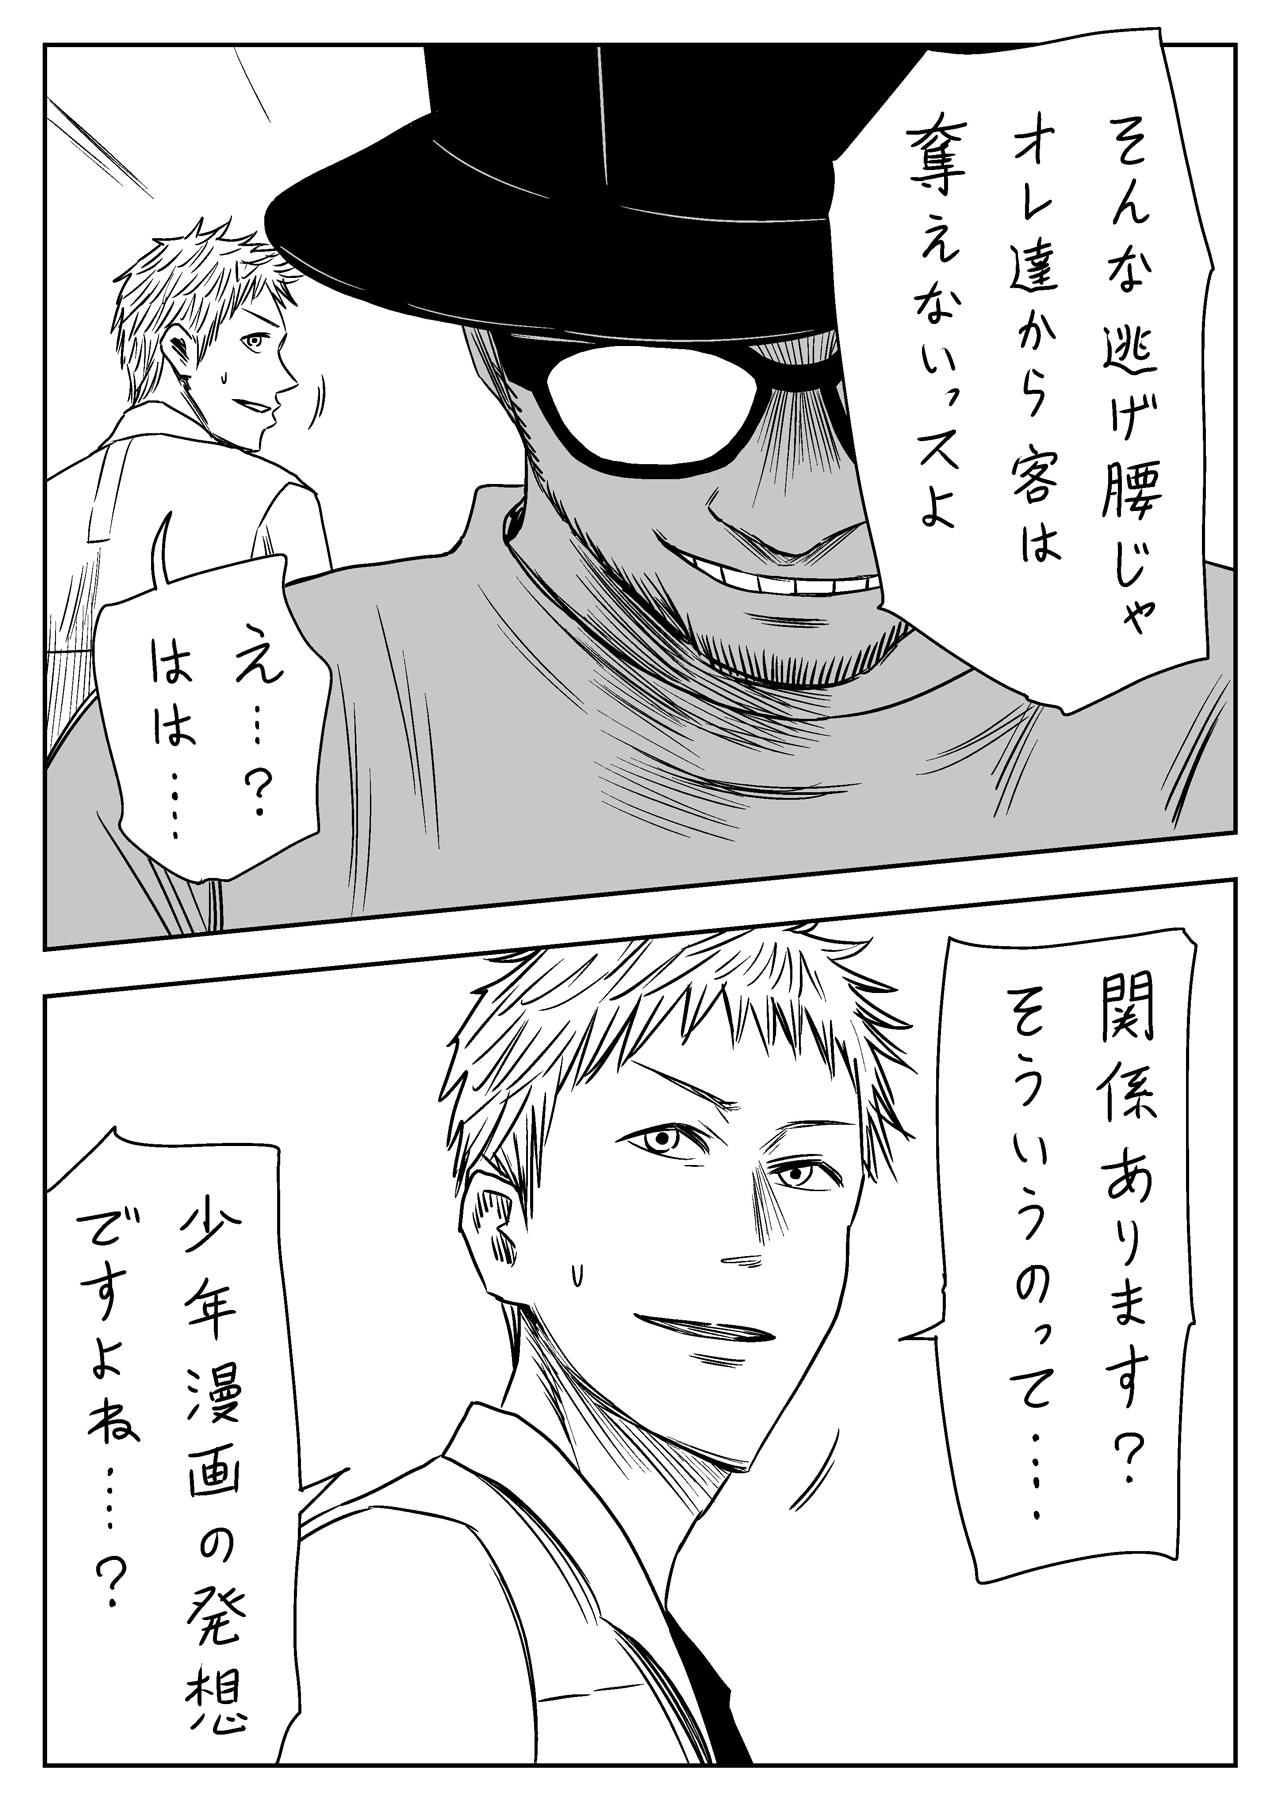 そんな逃げ腰じゃ
オレ達から客は
奪えないっスよ
え…?
はは……
関係あります?
そういうのって……
少年漫画の発想
ですよね……?